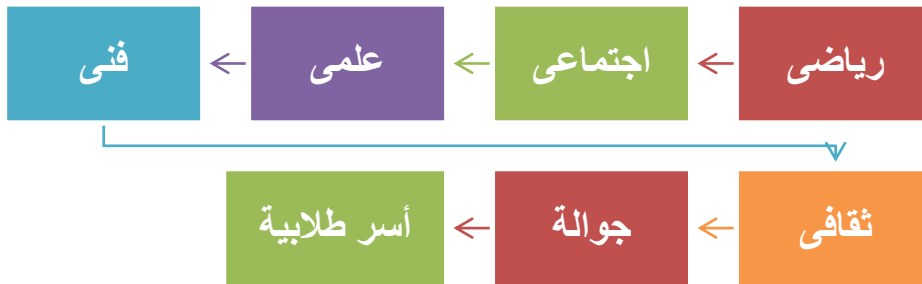 رياضى
اجتماعى
علمى
فنى
ثقافى
جوالة
أسر طلابية